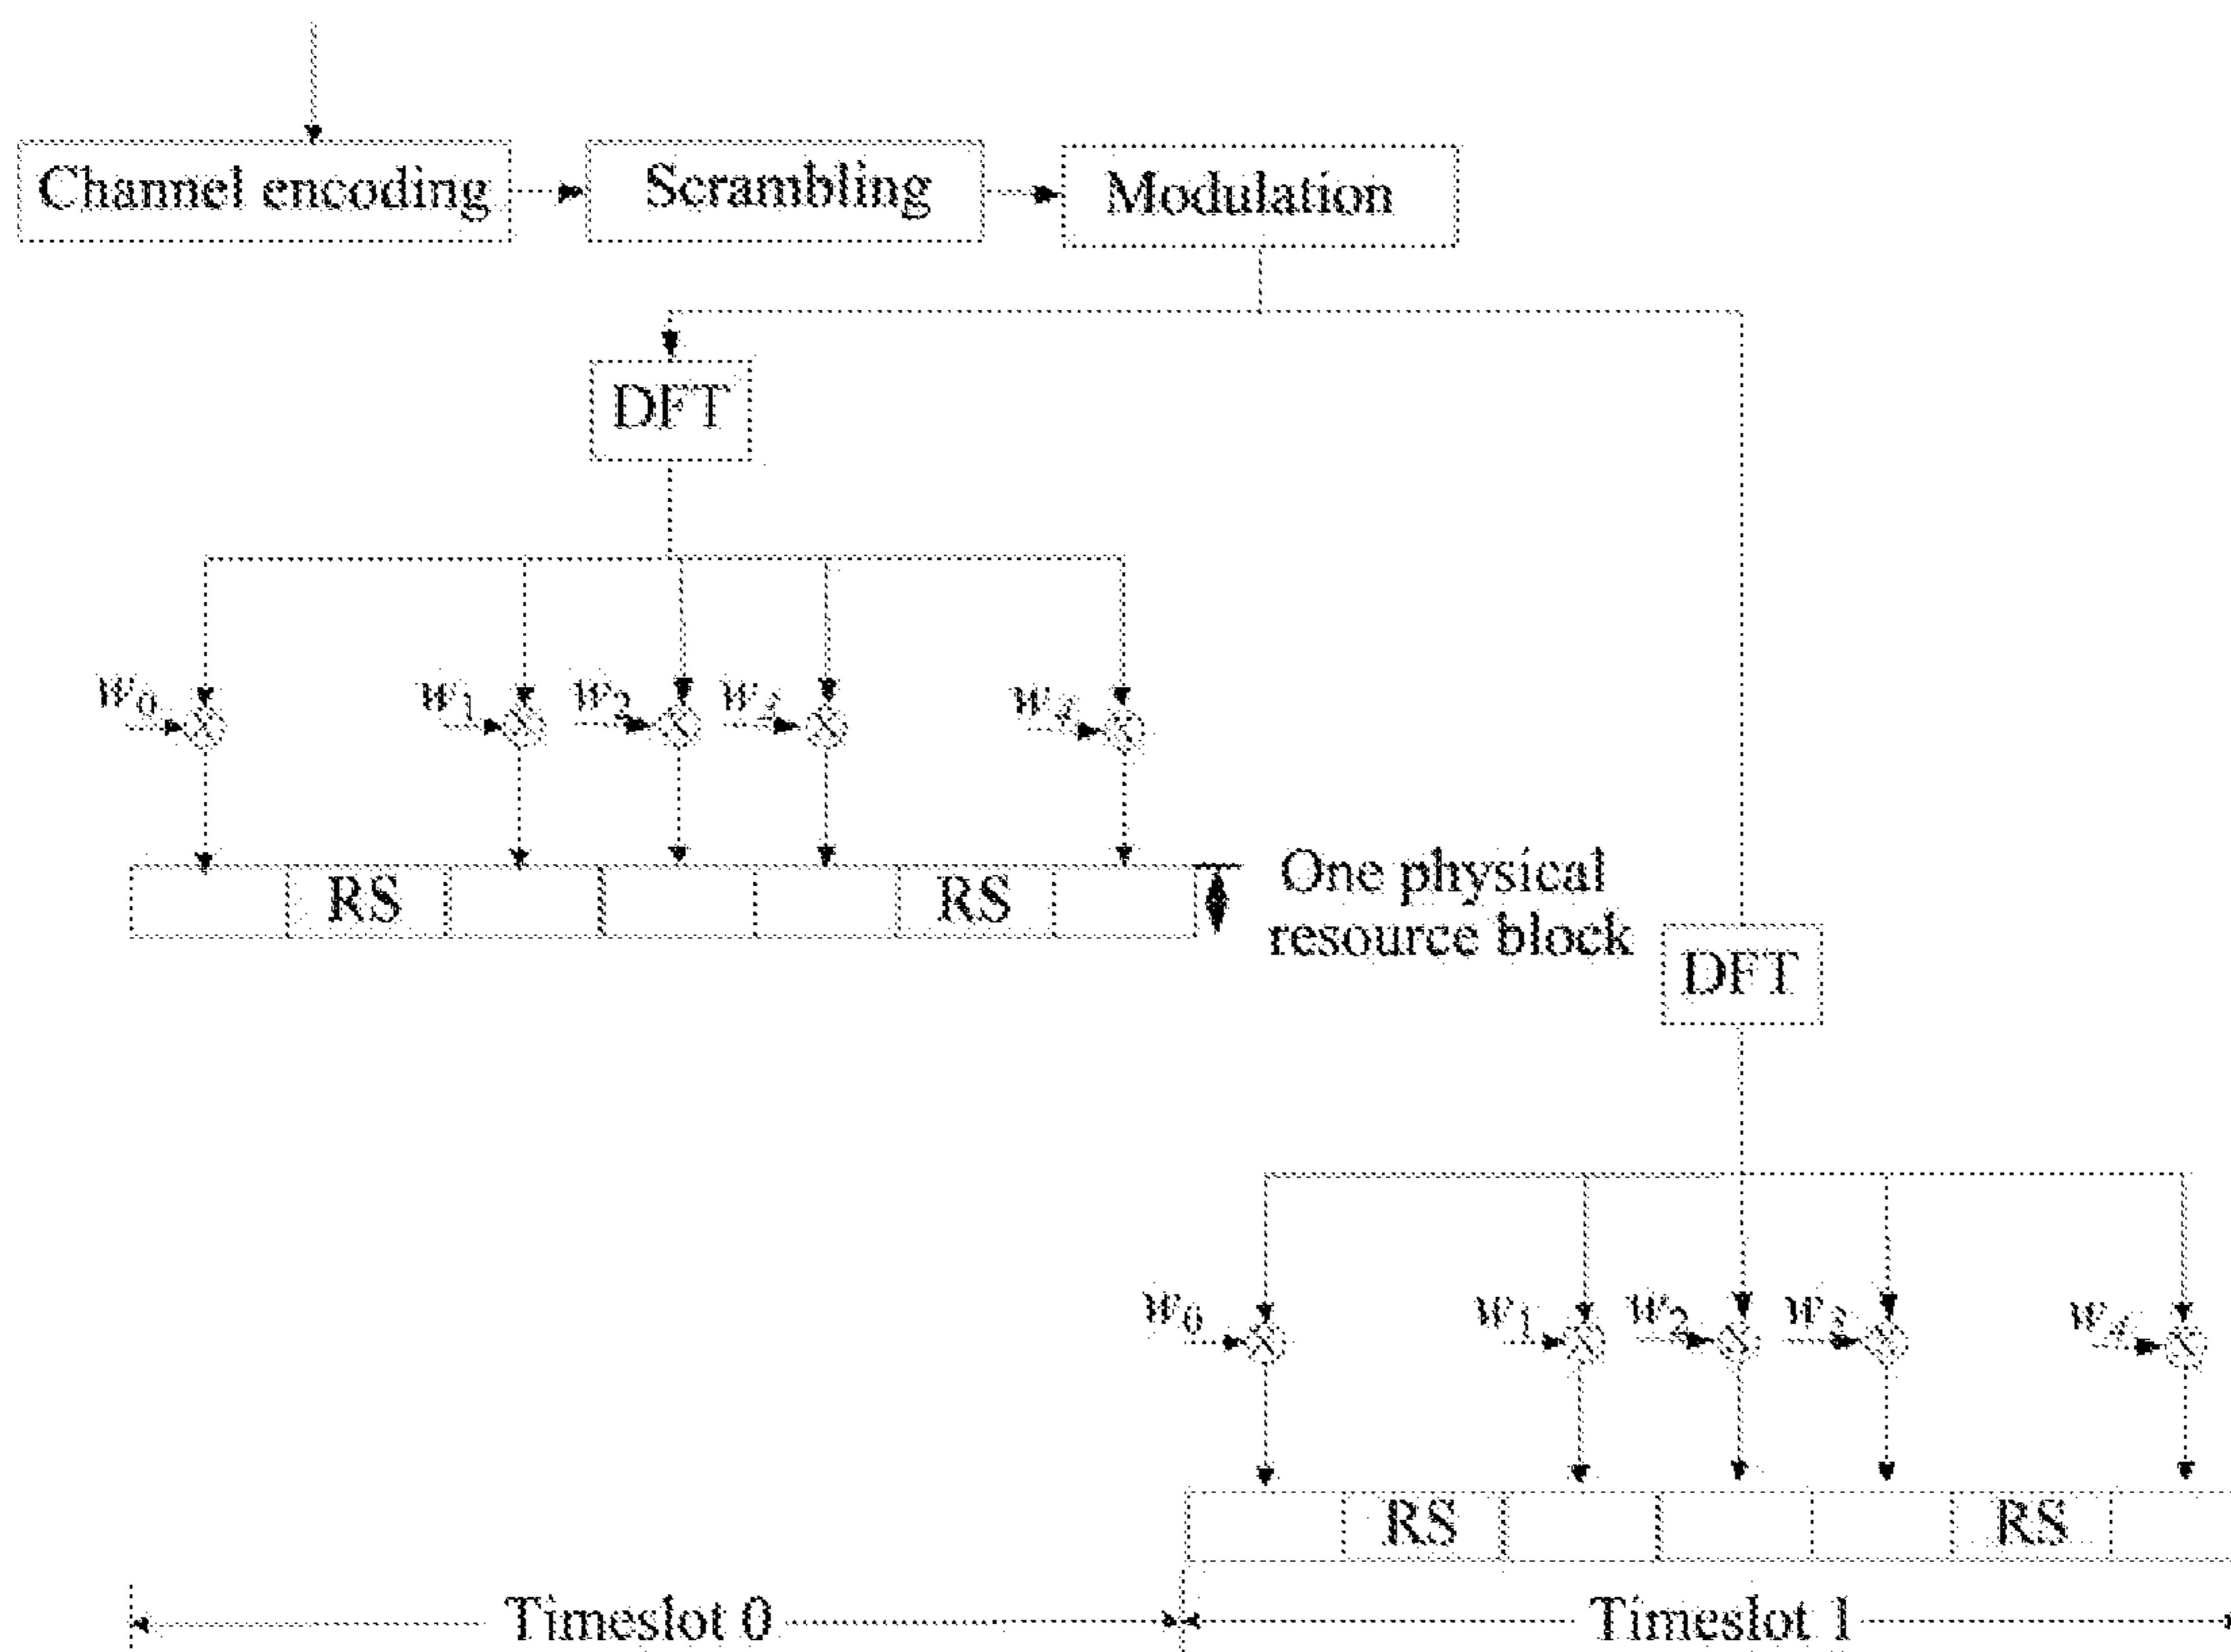 Channel encoding
Scrambling
Modulation
DFT
w0 w1 w2 w3 w4
RS RS
One physical
resource block
DFT
w0 w1 w2 w3 w4
RS RS
Timeslot 0 Timeslot 1